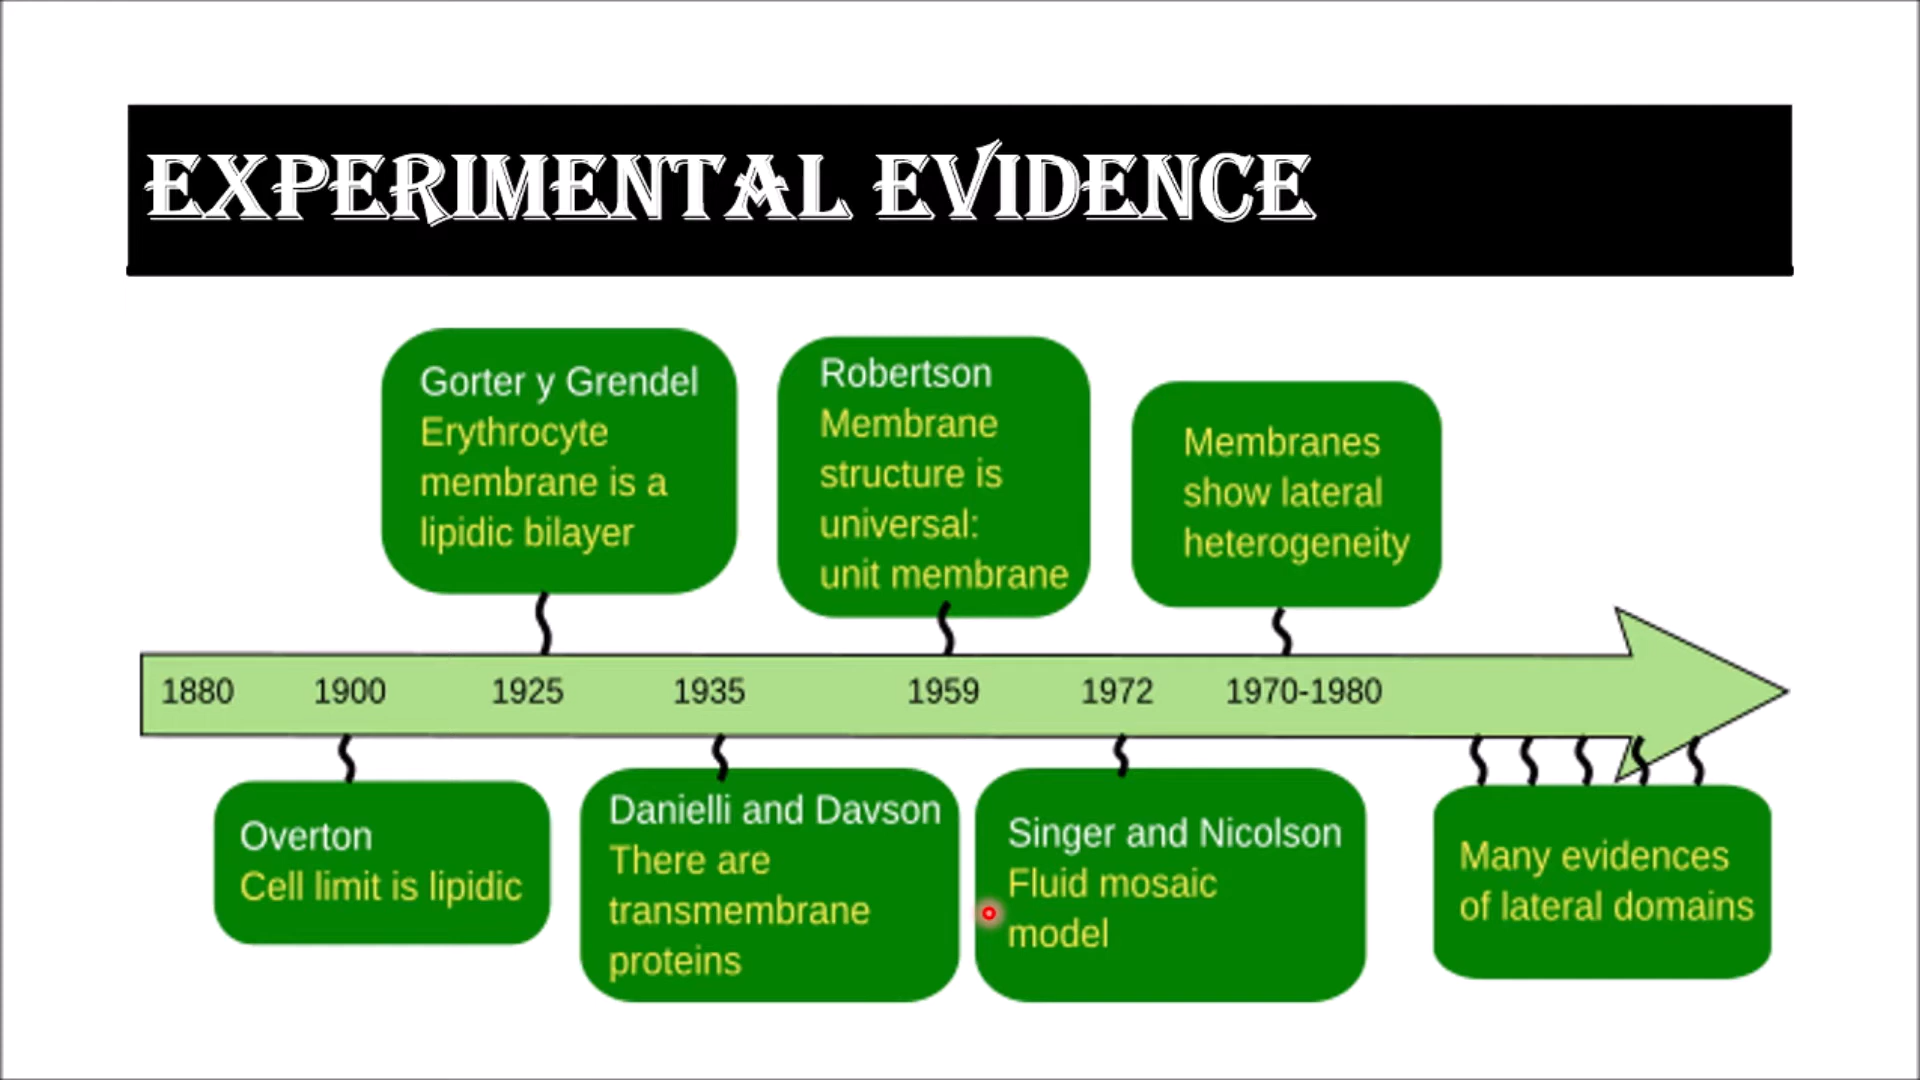 EXPERIMENTAL EVIDENCE
Gorter y Grendel
Erythrocyte
membrane is a
lipidic bilayer
Robertson
Membrane
structure is
universal:
unit membrane
Membranes
show lateral
heterogeneity
1880 1900 1925 1935 1959 1972 1970-1980
Overton
Cell limit is lipidic
Danielli and Davson
There are
transmembrane
proteins
Singer and Nicolson
Fluid mosaic
model
Many evidences
of lateral domains